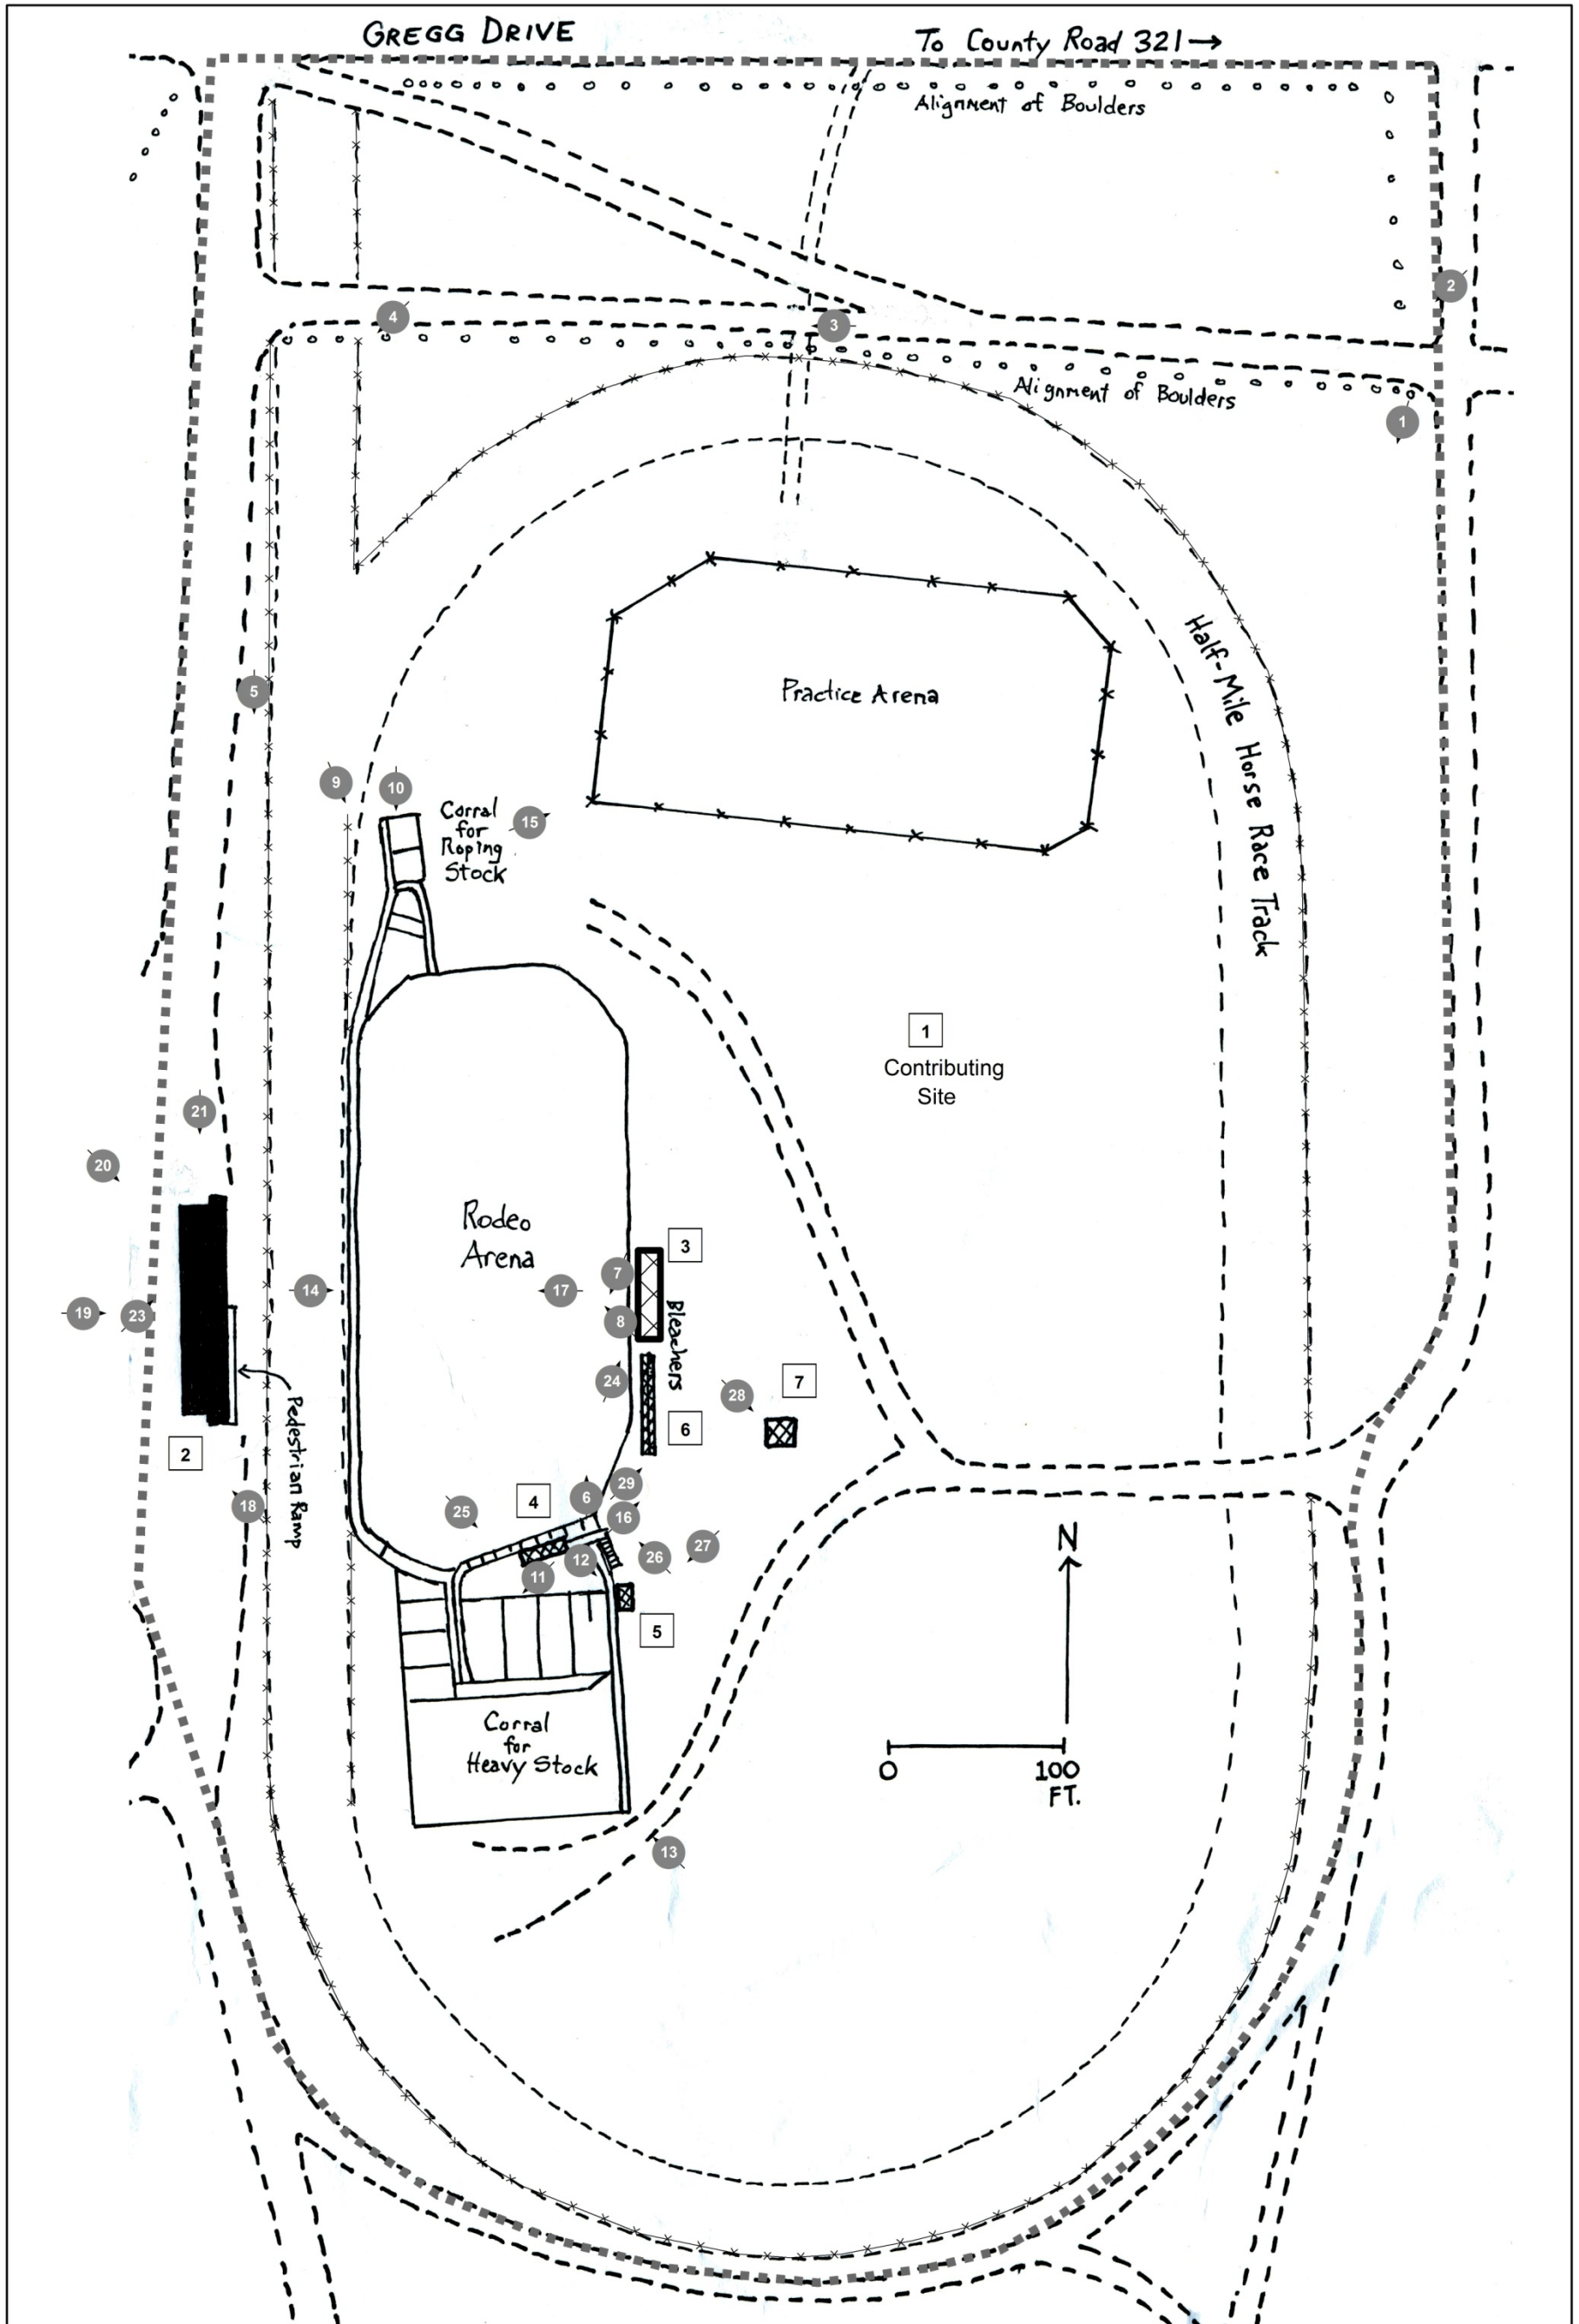 GREGG DRIVE
To County Road 321→
Alignment of Boulders
2
4
3
Alignment of Boulders
1
Half-Mile Horse Race Track
Practice Arena
5
9
10
Corral
for
Roping
Stock
15
1
Contributing
Site
21
20
Rodeo
Arena
3
7
17
14
8
19
23
Bleachers
24
28
7
6
2
Pedestrian Ramp
18
25
4
6
29
16
12
11
26
27
5
N
Corral
for
Heavy Stock
0
100
FT.
13